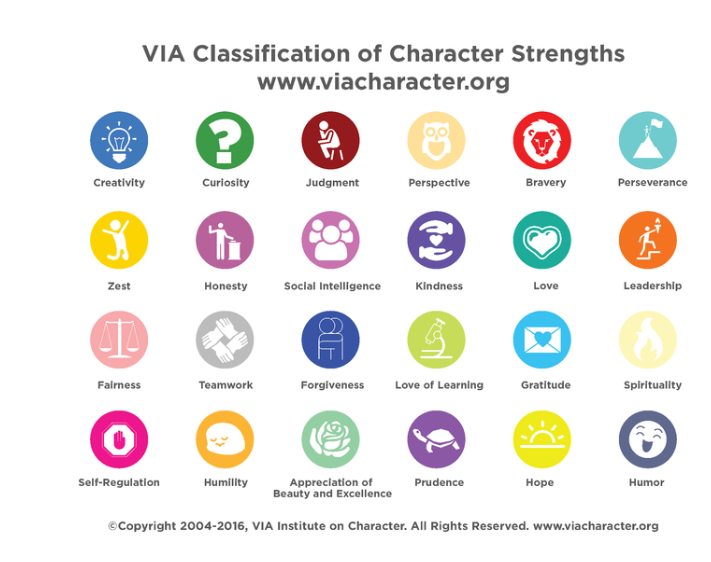 VIA Classification of Character Strengths
www.viacharacter.org
Creativity
Curiosity
Judgment
Perspective
Bravery
Perseverance
Zest
Honesty
Social Intelligence
Kindness
Love
Leadership
Fairness
Teamwork
Forgiveness
Love of Learning
Gratitude
Spirituality
Self-Regulation
Humility
Appreciation of
Beauty and Excellence
Prudence
Hope
Humor
©Copyright 2004-2016, VIA Institute on Character. All Rights Reserved. www.viacharacter.org